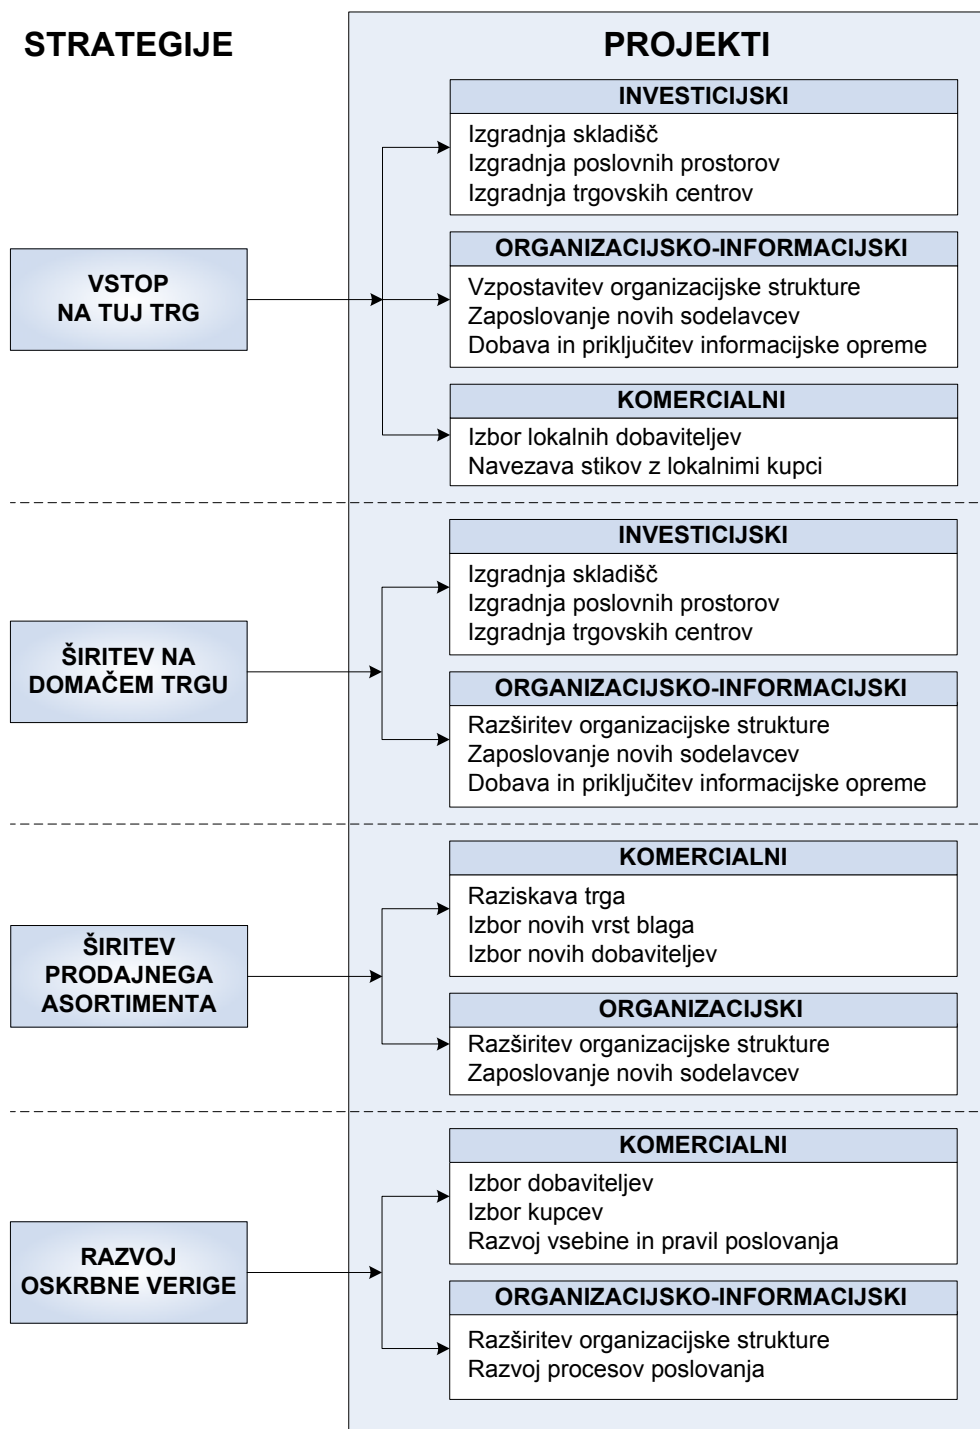 STRATEGIJE
PROJEKTI
VSTOP
NA TUJ TRG
INVESTICIJSKI
Izgradnja skladišč
Izgradnja poslovnih prostorov
Izgradnja trgovskih centrov
ORGANIZACIJSKO-INFORMACIJSKI
Vzpostavitev organizacijske strukture
Zaposlovanje novih sodelavcev
Dobava in priključitev informacijske opreme
KOMERCIALNI
Izbor lokalnih dobaviteljev
Navezava stikov z lokalnimi kupci
ŠIRITEV NA
DOMAČEM TRGU
INVESTICIJSKI
Izgradnja skladišč
Izgradnja poslovnih prostorov
Izgradnja trgovskih centrov
ORGANIZACIJSKO-INFORMACIJSKI
Razširitev organizacijske strukture
Zaposlovanje novih sodelavcev
Dobava in priključitev informacijske opreme
ŠIRITEV
PRODAJNEGA
ASORTIMENTA
KOMERCIALNI
Raziskava trga
Izbor novih vrst blaga
Izbor novih dobaviteljev
ORGANIZACIJSKI
Razširitev organizacijske strukture
Zaposlovanje novih sodelavcev
RAZVOJ
OSKRBNE VERIGE
KOMERCIALNI
Izbor dobaviteljev
Izbor kupcev
Razvoj vsebine in pravil poslovanja
ORGANIZACIJSKO-INFORMACIJSKI
Razširitev organizacijske strukture
Razvoj procesov poslovanja